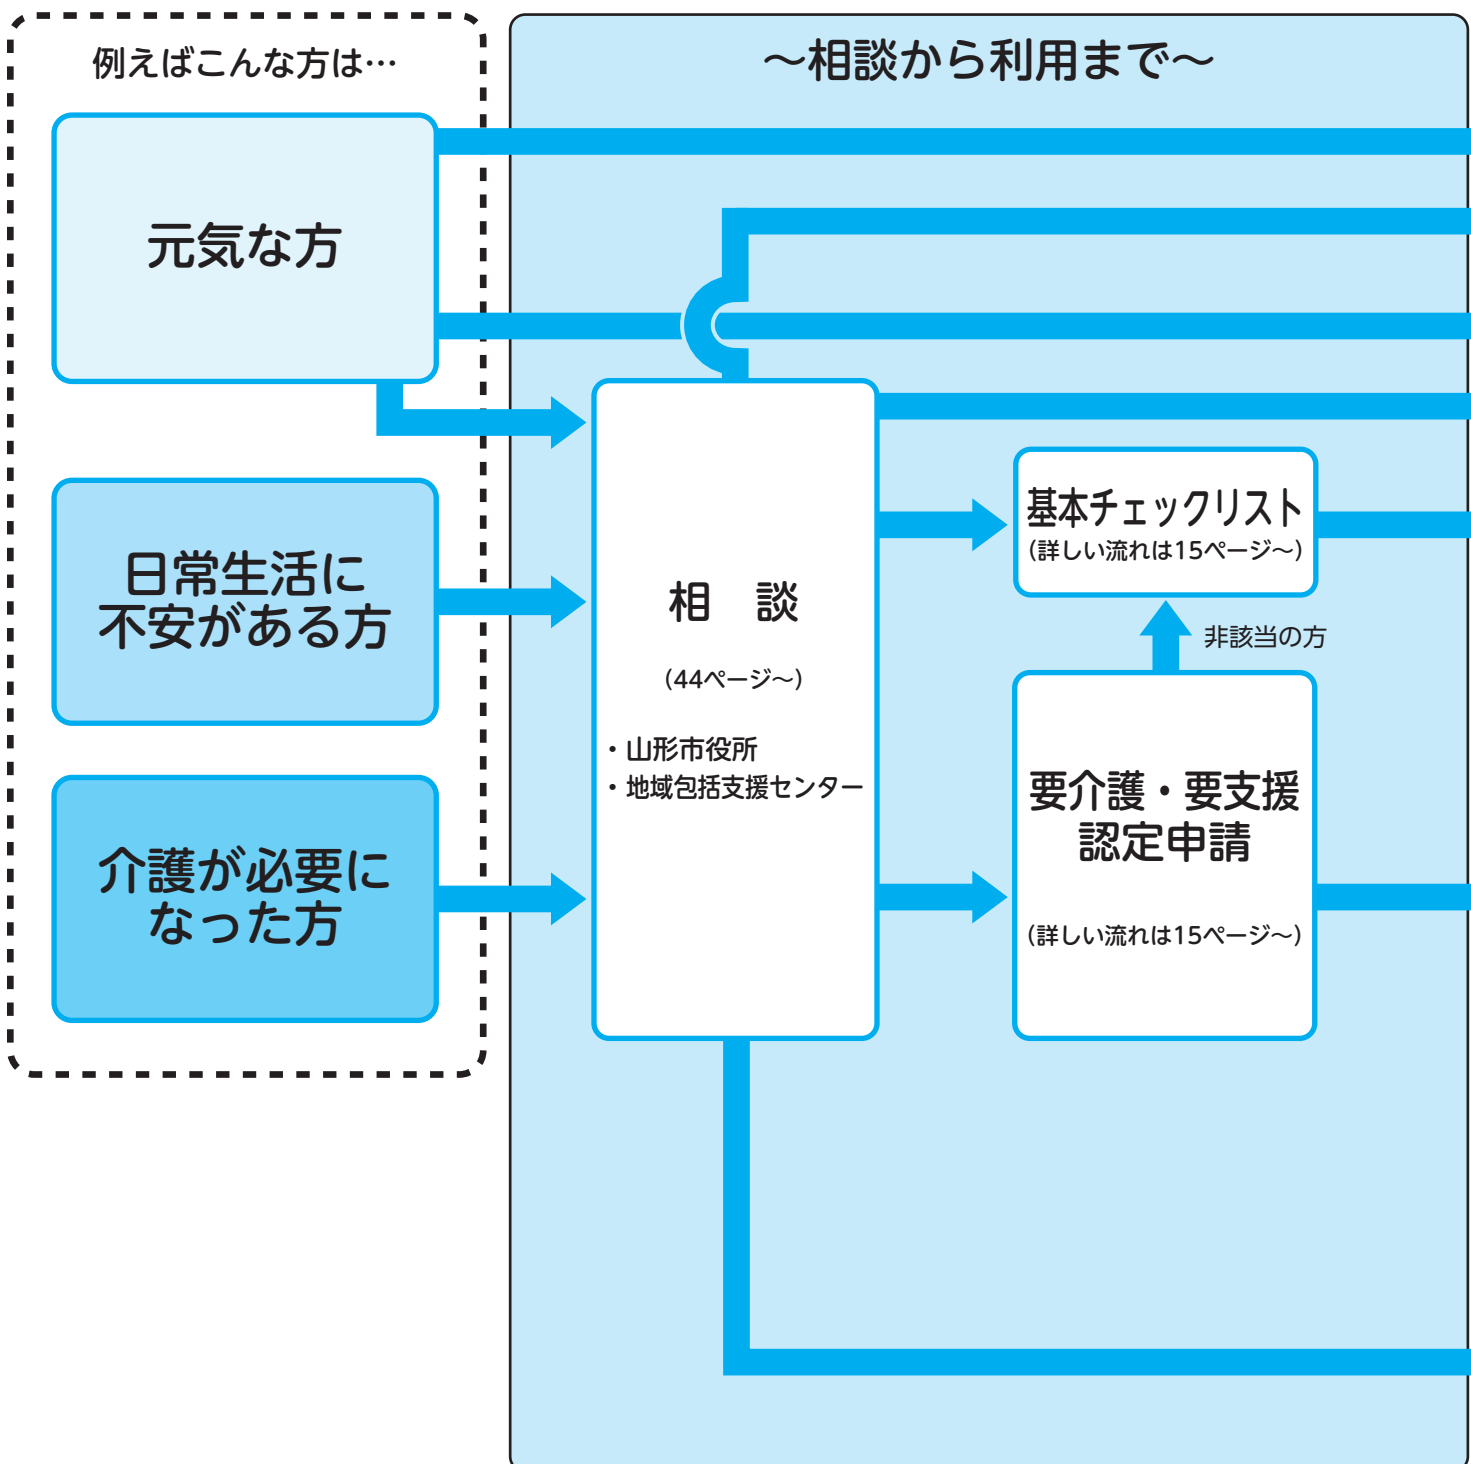 例えばこんな方は…
元気な方
日常生活に
不安がある方
介護が必要に
なった方
～相談から利用まで～
相　談
（44ページ～）
・山形市役所
・地域包括支援センター
基本チェックリスト
（詳しい流れは15ページ～）
非該当の方
要介護・要支援
認定申請
（詳しい流れは15ページ～）